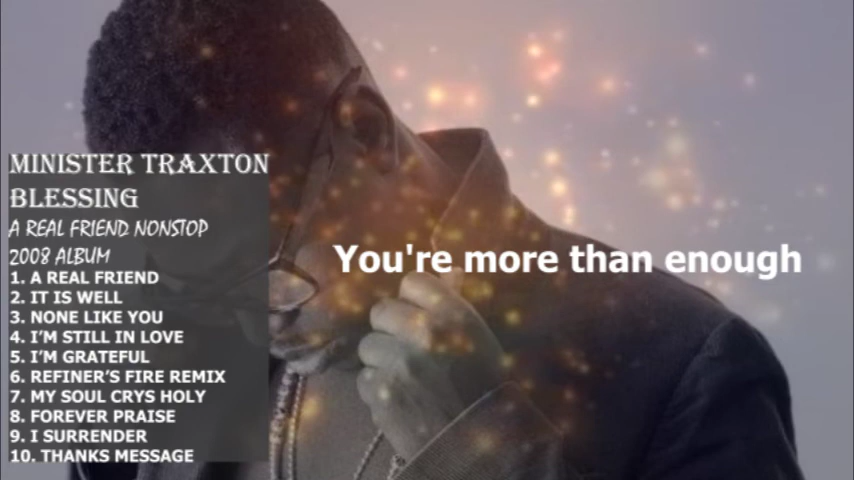 MINISTER TRAXTON
BLESSING
A REAL FRIEND NONSTOP
2008 ALBUM
1. A REAL FRIEND
2. IT IS WELL
3. NONE LIKE YOU
4. I'M STILL IN LOVE
5. I'M GRATEFUL
6. REFINER'S FIRE REMIX
7. MY SOUL CRYS HOLY
8. FOREVER PRAISE
9. I SURRENDER
10. THANKS MESSAGE
You're more than enough